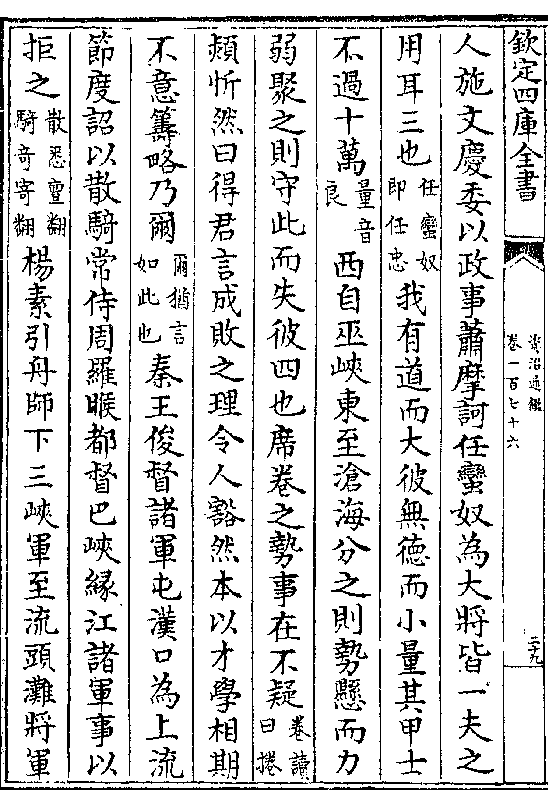 欽定四庫全書
資治通鑑
卷一百七十六
二十九
人施文慶委以政事蕭摩訶任蠻奴為大將皆一夫之
用耳三也任蠻奴即任忠我有道而大彼無德而小量其甲士
不過十萬量音良西自巫峽東至滄海分之則勢懸而力
弱聚之則守此而失彼四也席卷之勢事在不疑卷讀曰捲
熲忻然曰得君言成敗之理令人豁然本以才學相期
不意籌略乃爾爾猶言如此也秦王俊督諸軍屯漢口為上流
節度詔以散騎常侍周羅睺都督巴峽緣江諸軍事以
拒之散悉亶翻騎奇寄翻楊素引舟師下三峽軍至流頭灘將軍